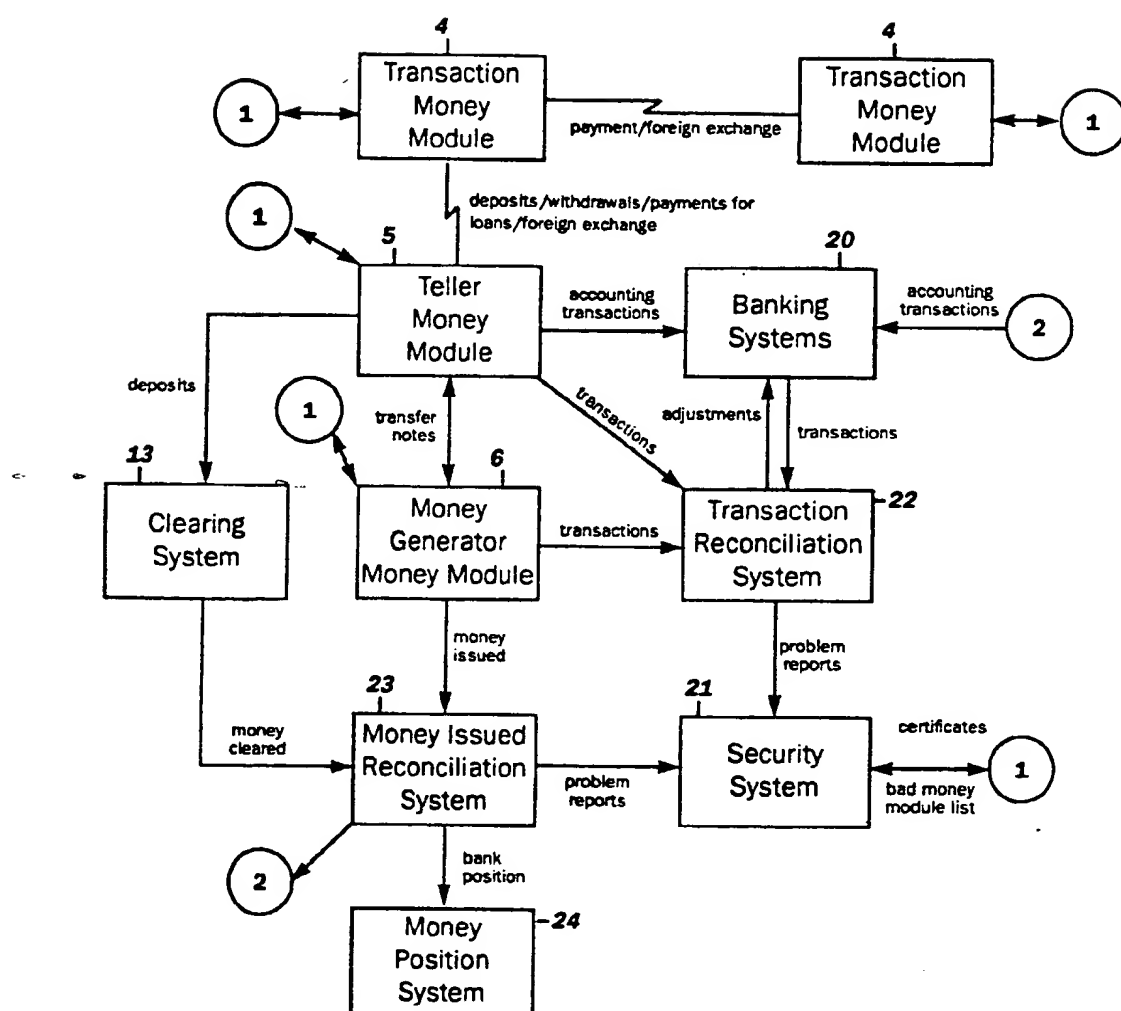 4
Transaction
Money
Module
1
payment/foreign exchange
4
Transaction
Money
Module
1
deposits/withdrawals/payments for
loans/foreign exchange
1
5
Teller
Money
Module
accounting
transactions
20
Banking
Systems
accounting
transactions
2
deposits
1
transfer
notes
transactions
adjustments
transactions
13
Clearing
System
6
Money
Generator
Money Module
transactions
22
Transaction
Reconciliation
System
money
issued
problem
reports
23
Money Issued
Reconciliation
System
money
cleared
problem
reports
21
Security
System
certificates
1
bad money
module list
2
bank
position
24
Money
Position
System